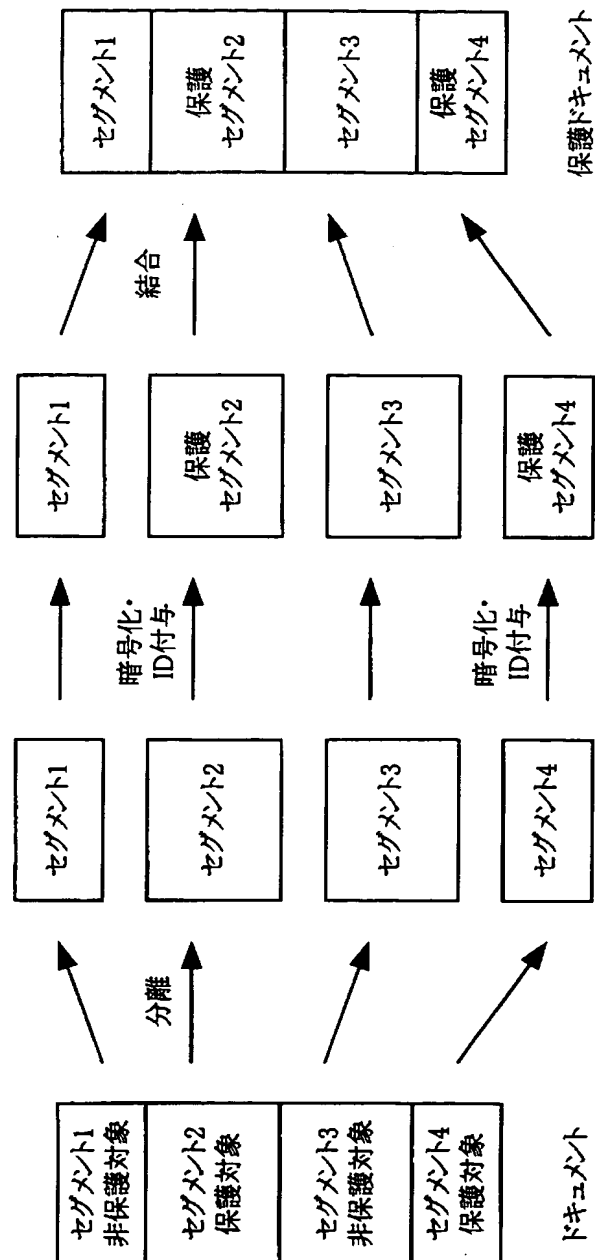 セグメント1
非保護対象
セグメント2
保護対象
セグメント3
非保護対象
セグメント4
保護対象
ドキュメント
分離
セグメント1
セグメント2
セグメント3
セグメント4
暗号化・
ID付与
暗号化・
ID付与
セグメント1
保護
セグメント2
セグメント3
保護
セグメント4
結合
セグメント1
保護
セグメント2
セグメント3
保護
セグメント4
保護ドキュメント